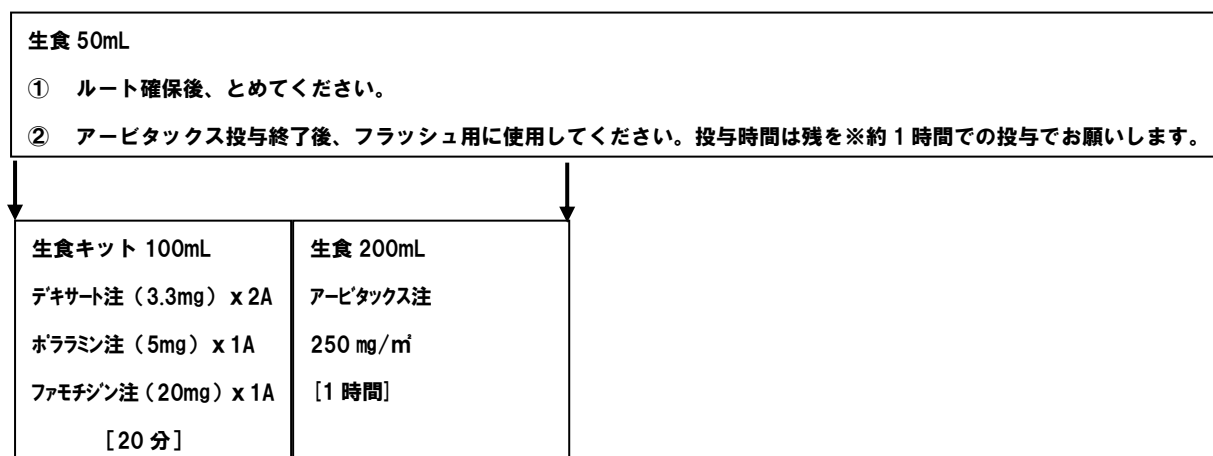 生食 50mL
① ルート確保後、とめてください。
② アービタックス投与終了後、フラッシュ用に使用してください。投与時間は残を※約 1 時間での投与でお願いします。
生食キット 100mL
デキサート注（3.3mg）x 2A
ポララミン注（5mg）x 1A
ファモチジン注（20mg）x 1A
［20 分］
生食 200mL
アービタックス注
250 ㎎/㎡
［1 時間］